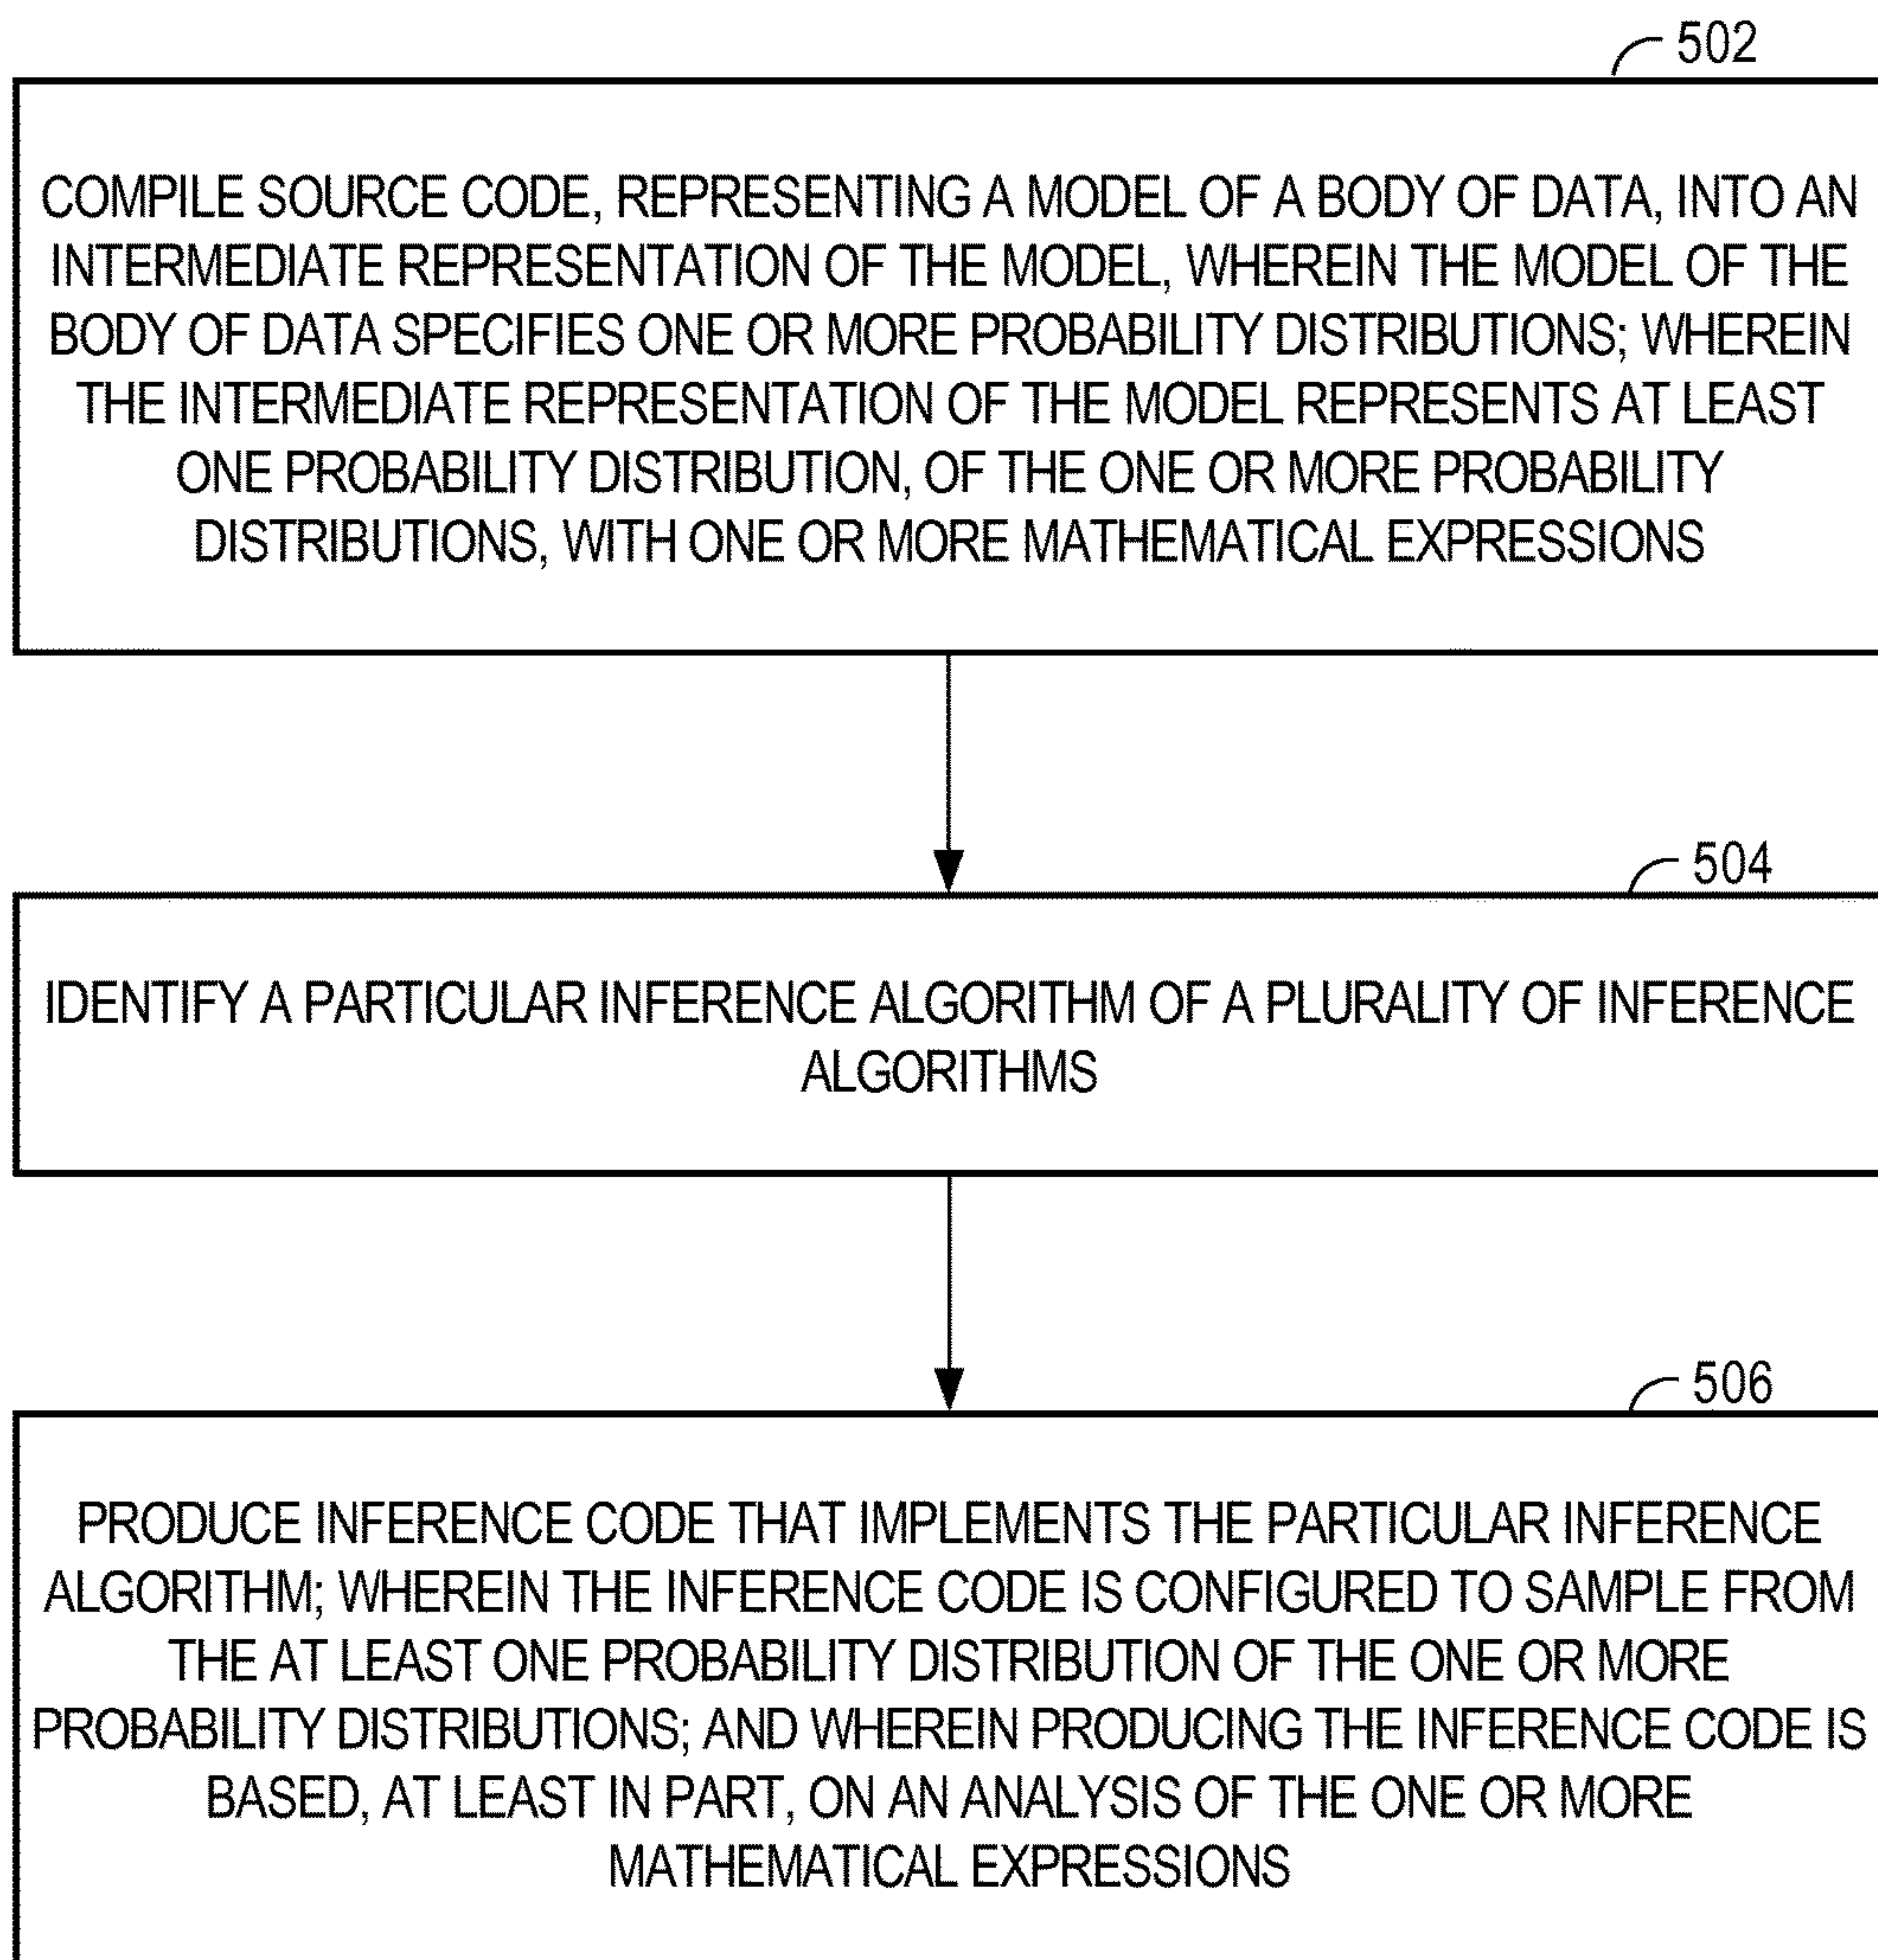 502
COMPILE SOURCE CODE, REPRESENTING A MODEL OF A BODY OF DATA, INTO AN
INTERMEDIATE REPRESENTATION OF THE MODEL, WHEREIN THE MODEL OF THE
BODY OF DATA SPECIFIES ONE OR MORE PROBABILITY DISTRIBUTIONS; WHEREIN
THE INTERMEDIATE REPRESENTATION OF THE MODEL REPRESENTS AT LEAST
ONE PROBABILITY DISTRIBUTION, OF THE ONE OR MORE PROBABILITY
DISTRIBUTIONS, WITH ONE OR MORE MATHEMATICAL EXPRESSIONS
504
IDENTIFY A PARTICULAR INFERENCE ALGORITHM OF A PLURALITY OF INFERENCE
ALGORITHMS
506
PRODUCE INFERENCE CODE THAT IMPLEMENTS THE PARTICULAR INFERENCE
ALGORITHM; WHEREIN THE INFERENCE CODE IS CONFIGURED TO SAMPLE FROM
THE AT LEAST ONE PROBABILITY DISTRIBUTION OF THE ONE OR MORE
PROBABILITY DISTRIBUTIONS; AND WHEREIN PRODUCING THE INFERENCE CODE IS
BASED, AT LEAST IN PART, ON AN ANALYSIS OF THE ONE OR MORE
MATHEMATICAL EXPRESSIONS